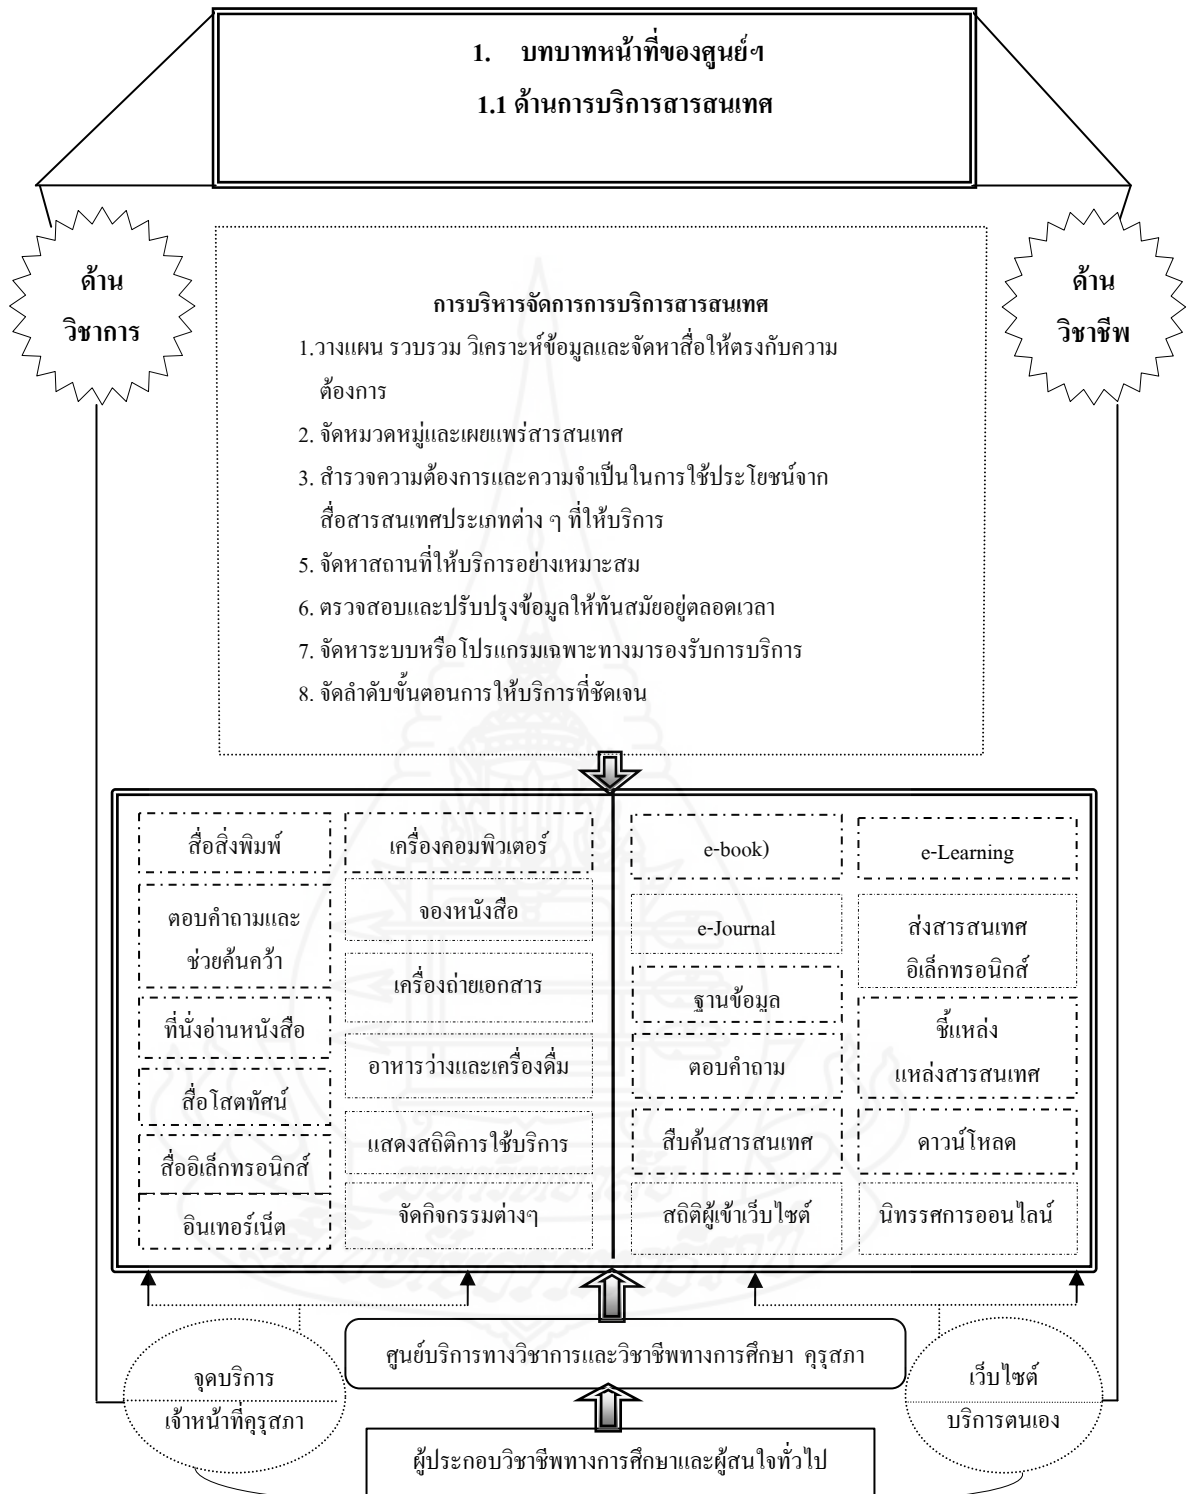 1. บทบาทหน้าที่ของศูนย์ฯ
1.1 ด้านการบริการสารสนเทศ
ด้าน
วิชาการ
ด้าน
วิชาชีพ
การบริหารจัดการการบริการสารสนเทศ
1.วางแผน รวบรวม วิเคราะห์ข้อมูลและจัดหาสื่อให้ตรงกับความ
ต้องการ
2. จัดหมวดหมู่และเผยแพร่สารสนเทศ
3. สำรวจความต้องการและความจำเป็นในการใช้ประโยชน์จาก
สื่อสารสนเทศประเภทต่าง ๆ ที่ให้บริการ
5. จัดหาสถานที่ให้บริการอย่างเหมาะสม
6. ตรวจสอบและปรับปรุงข้อมูลให้ทันสมัยอยู่ตลอดเวลา
7. จัดหาระบบหรือโปรแกรมเฉพาะทางมารองรับการบริการ
8. จัดลำดับขั้นตอนการให้บริการที่ชัดเจน
สื่อสิ่งพิมพ์
ตอบคำถามและ
ช่วยค้นคว้า
ที่นั่งอ่านหนังสือ
สื่อโสตทัศน์
สื่ออิเล็กทรอนิกส์
อินเทอร์เน็ต
เครื่องคอมพิวเตอร์
จองหนังสือ
เครื่องถ่ายเอกสาร
อาหารว่างและเครื่องดื่ม
แสดงสถิติการใช้บริการ
จัดกิจกรรมต่างๆ
e-book)
e-Journal
ฐานข้อมูล
ตอบคำถาม
สืบค้นสารสนเทศ
สถิติผู้เข้าเว็บไซต์
e-Learning
ส่งสารสนเทศ
อิเล็กทรอนิกส์
ชี้แหล่ง
แหล่งสารสนเทศ
ดาวน์โหลด
นิทรรศการออนไลน์
มหาวิทยาลัย
สุโขทัยธรรมาธิราช
จุดบริการ
เจ้าหน้าที่คุรุสภา
ศูนย์บริการทางวิชาการและวิชาชีพทางการศึกษา คุรุสภา
เว็บไซต์
บริการตนเอง
ผู้ประกอบวิชาชีพทางการศึกษาและผู้สนใจทั่วไป